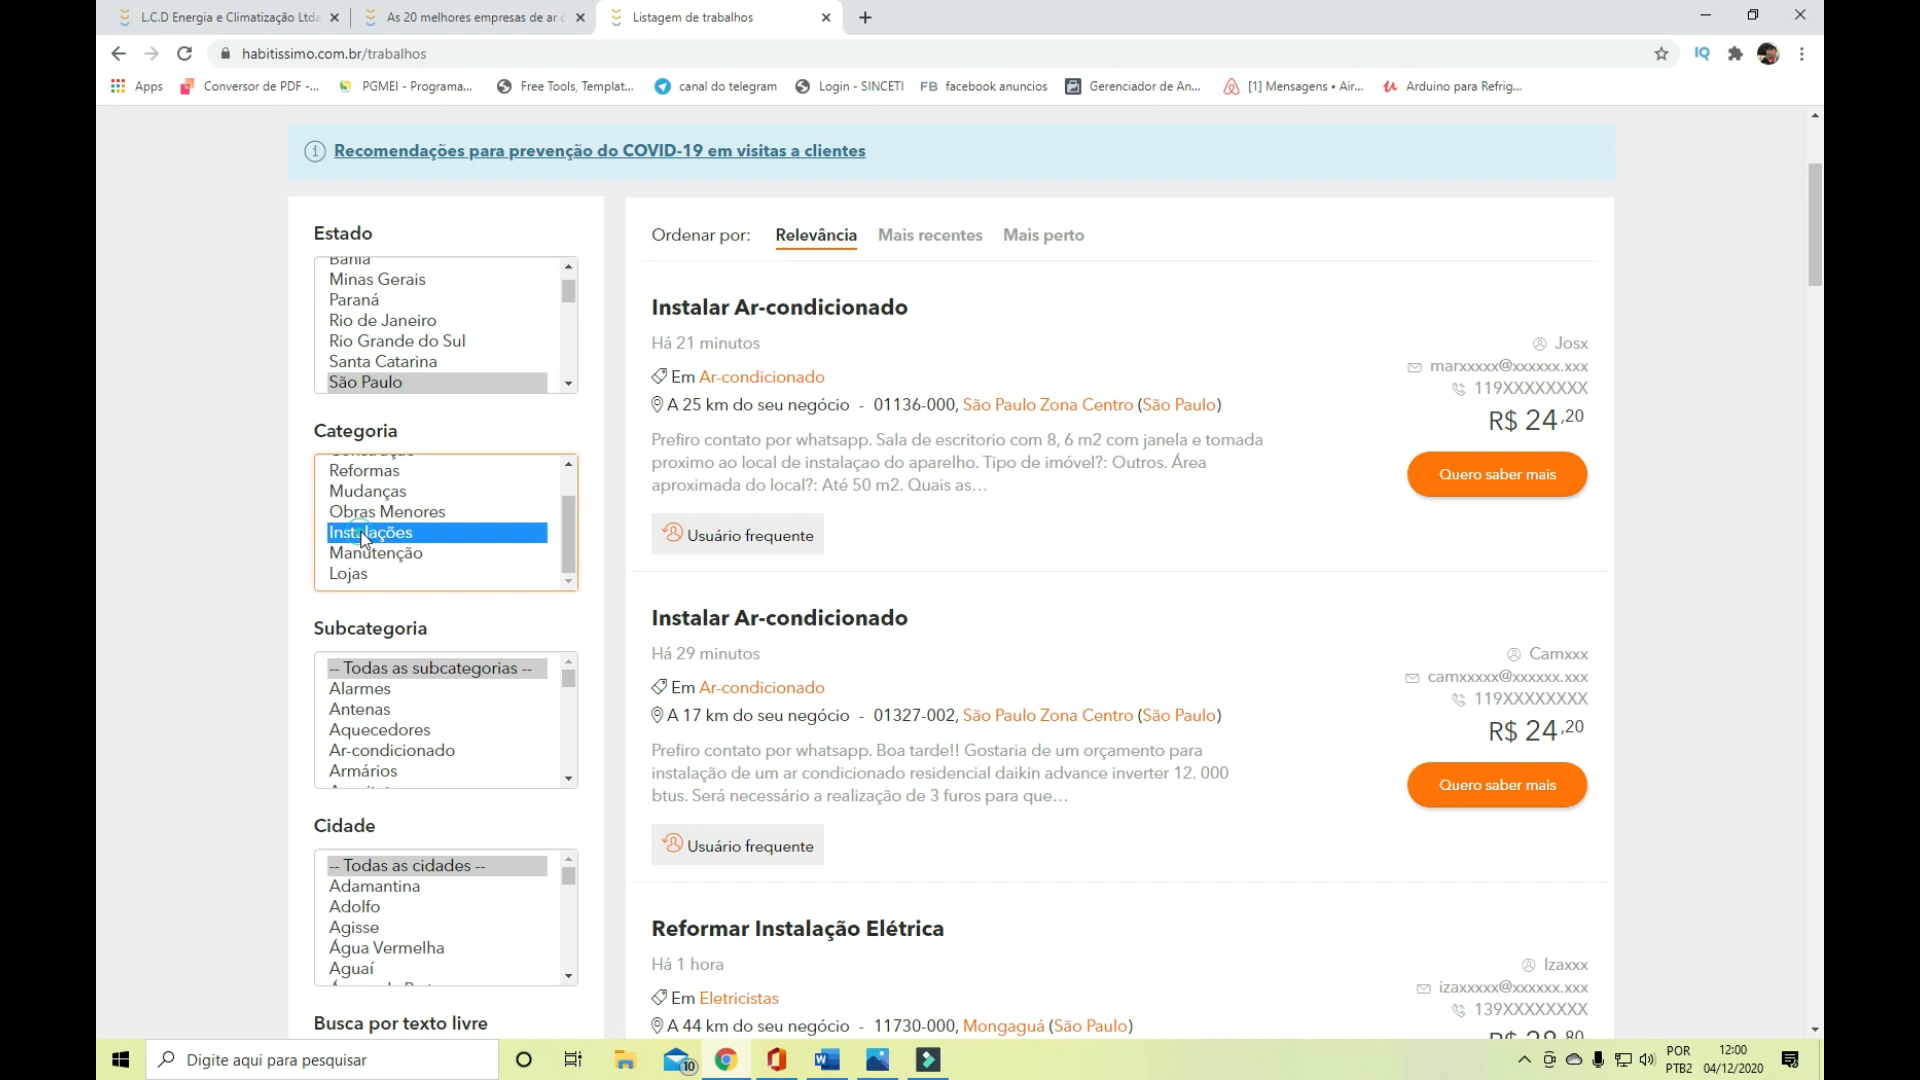 L.C.D Energia e Climatização Ltda
As 20 melhores empresas de ar c
Listagem de trabalhos
habitissimo.com.br/trabalhos
IQ
Apps
Conversor de PDF -...
PGMEI - Programa...
Free Tools, Templat...
canal do telegram
Login - SINCETI
FB facebook anuncios
Gerenciador de An...
[1] Mensagens • Air...
Arduino para Refrig...
Recomendações para prevenção do COVID-19 em visitas a clientes
Estado
Bahia
Minas Gerais
Paraná
Rio de Janeiro
Rio Grande do Sul
Santa Catarina
São Paulo
Categoria
Construção
Reformas
Mudanças
Obras Menores
Instalações
Manutenção
Lojas
Subcategoria
-- Todas as subcategorias --
Alarmes
Antenas
Aquecedores
Ar-condicionado
Armários
Cidade
-- Todas as cidades --
Adamantina
Adolfo
Agisse
Água Vermelha
Aguaí
Busca por texto livre
Ordenar por: Relevância Mais recentes Mais perto
Instalar Ar-condicionado
Há 21 minutos
Em Ar-condicionado
A 25 km do seu negócio - 01136-000, São Paulo Zona Centro (São Paulo)
Prefiro contato por whatsapp. Sala de escritorio com 8, 6 m2 com janela e tomada
proximo ao local de instalaçao do aparelho. Tipo de imóvel?: Outros. Área
aproximada do local?: Até 50 m2. Quais as...
Usuário frequente
Josx
marxxxxx@xxxxxx.xxx
119XXXXXXXX
R$ 24,20
Quero saber mais
Instalar Ar-condicionado
Há 29 minutos
Em Ar-condicionado
A 17 km do seu negócio - 01327-002, São Paulo Zona Centro (São Paulo)
Prefiro contato por whatsapp. Boa tarde!! Gostaria de um orçamento para
instalação de um ar condicionado residencial daikin advance inverter 12. 000
btus. Será necessário a realização de 3 furos para que...
Usuário frequente
Camxxx
camxxxxx@xxxxxx.xxx
119XXXXXXXX
R$ 24,20
Quero saber mais
Reformar Instalação Elétrica
Há 1 hora
Em Eletricistas
A 44 km do seu negócio - 11730-000, Mongaguá (São Paulo)
Izaxxx
izaxxxxx@xxxxxx.xxx
139XXXXXXXX
Digite aqui para pesquisar
10
POR
PTB2
12:00
04/12/2020